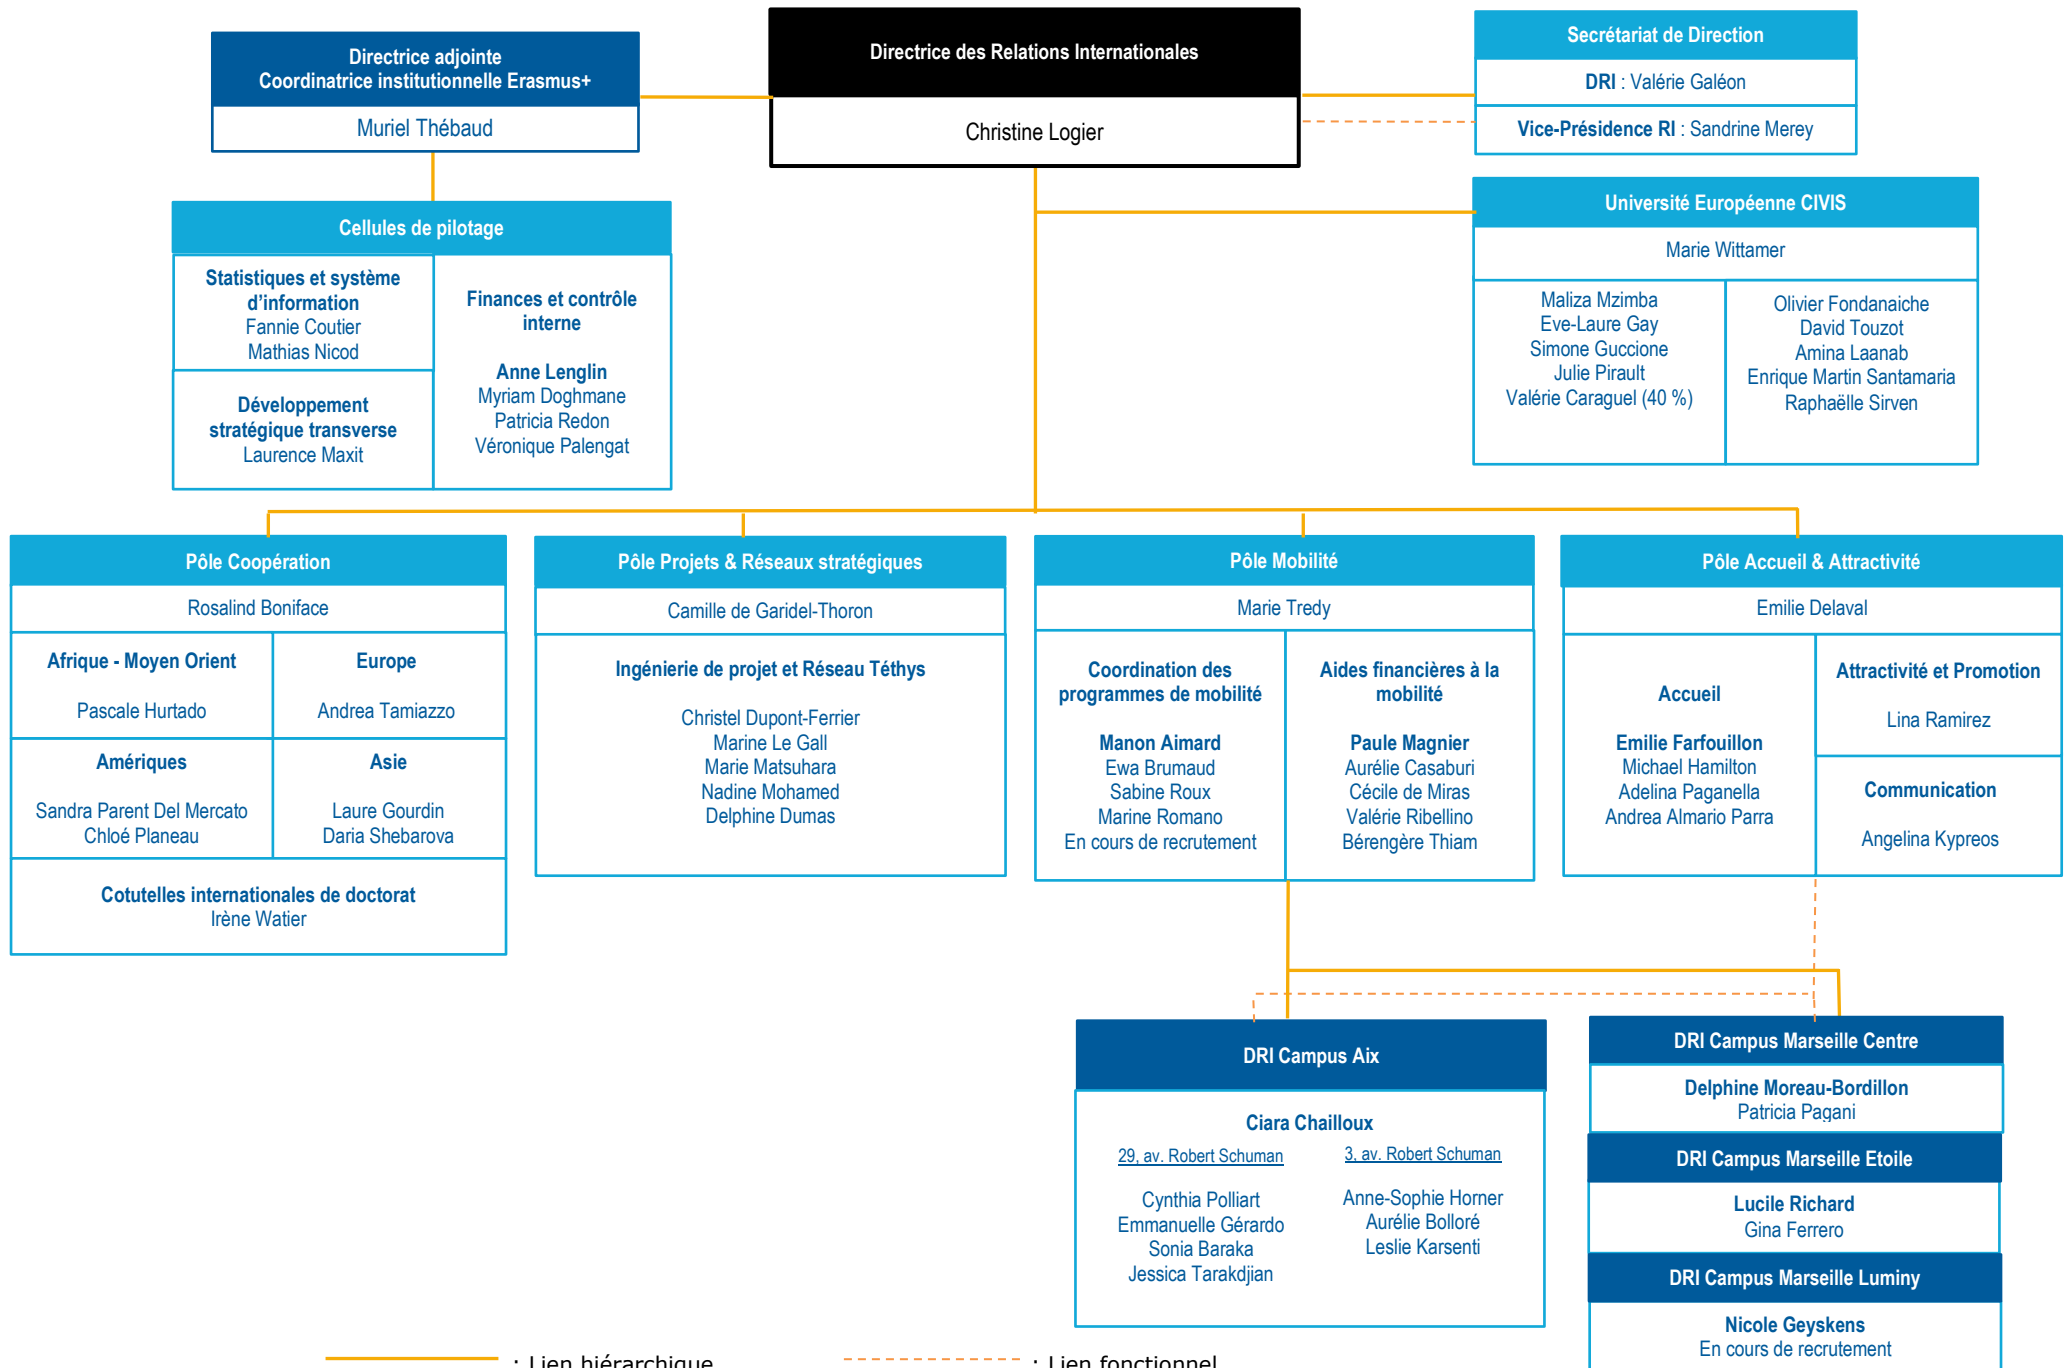 Directrice adjointe
Coordinatrice institutionnelle Erasmus+
Muriel Thébaud
Directrice des Relations Internationales
Christine Logier
Secrétariat de Direction
DRI : Valérie Galéon
Vice-Présidence RI : Sandrine Merey
Cellules de pilotage
Statistiques et système
d’information
Fannie Coutier
Mathias Nicod
Développement
stratégique transverse
Laurence Maxit
Finances et contrôle
interne
Anne Lenglin
Myriam Doghmane
Patricia Redon
Véronique Palengat
Université Européenne CIVIS
Marie Wittamer
Maliza Mzimba
Eve-Laure Gay
Simone Guccione
Julie Pirault
Valérie Caraguel (40 %)
Olivier Fondanaiche
David Touzot
Amina Laanab
Enrique Martin Santamaria
Raphaëlle Sirven
Pôle Coopération
Rosalind Boniface
Afrique - Moyen Orient
Pascale Hurtado
Europe
Andrea Tamiazzo
Amériques
Sandra Parent Del Mercato
Chloé Planeau
Asie
Laure Gourdin
Daria Shebarova
Cotutelles internationales de doctorat
Irène Watier
Pôle Projets & Réseaux stratégiques
Camille de Garidel-Thoron
Ingénierie de projet et Réseau Téthys
Christel Dupont-Ferrier
Marine Le Gall
Marie Matsuhara
Nadine Mohamed
Delphine Dumas
Pôle Mobilité
Marie Tredy
Coordination des
programmes de mobilité
Manon Aimard
Ewa Brumaud
Sabine Roux
Marine Romano
En cours de recrutement
Aides financières à la
mobilité
Paule Magnier
Aurélie Casaburi
Cécile de Miras
Valérie Ribellino
Bérengère Thiam
Pôle Accueil & Attractivité
Emilie Delaval
Accueil
Emilie Farfouillon
Michael Hamilton
Adelina Paganella
Andrea Almario Parra
Attractivité et Promotion
Lina Ramirez
Communication
Angelina Kypreos
DRI Campus Aix
Ciara Chailloux
29, av. Robert Schuman
Cynthia Polliart
Emmanuelle Gérardo
Sonia Baraka
Jessica Tarakdjian
3, av. Robert Schuman
Anne-Sophie Horner
Aurélie Bolloré
Leslie Karsenti
DRI Campus Marseille Centre
Delphine Moreau-Bordillon
Patricia Pagani
DRI Campus Marseille Etoile
Lucile Richard
Gina Ferrero
DRI Campus Marseille Luminy
Nicole Geyskens
En cours de recrutement
: Lien hiérarchique
: Lien fonctionnel